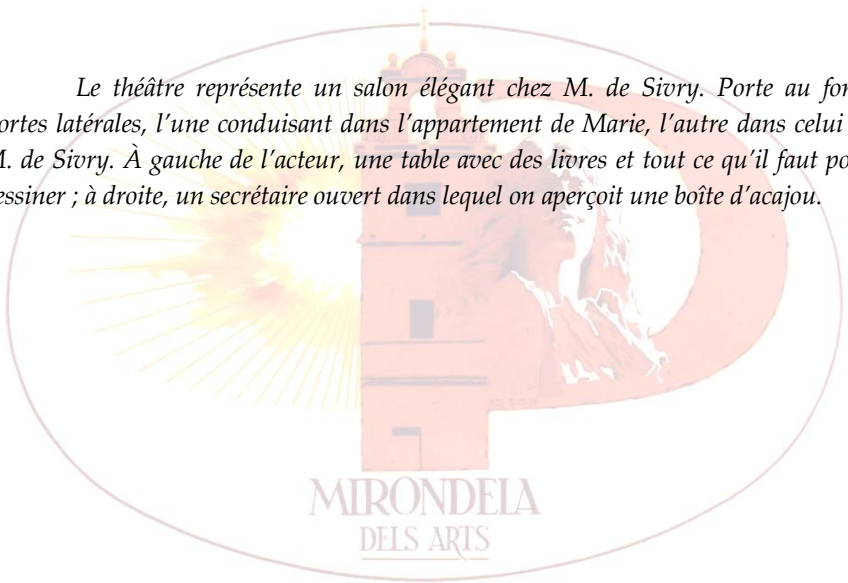 Le théâtre représente un salon élégant chez M. de Sivry. Porte au fon
ortes latérales, l'une conduisant dans l'appartement de Marie, l'autre dans celui
M. de Sivry. À gauche de l'acteur, une table avec des livres et tout ce qu'il faut po
essiner ; à droite, un secrétaire ouvert dans lequel on aperçoit une boîte d'acajou.
MIRONDELA
DELS ARTS